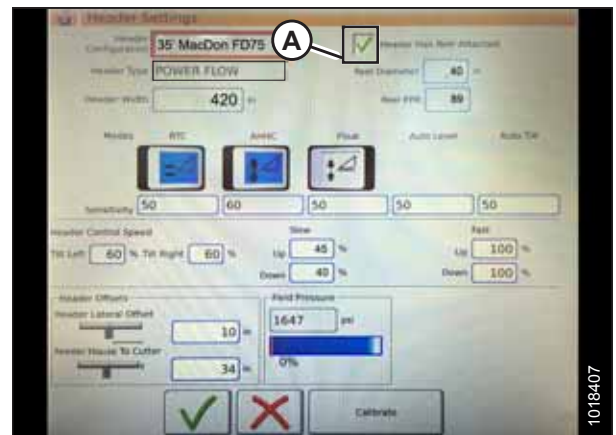 Header Settings
Header Configuration 35' MacDon FD75
A
Header Has Reel Attached
Header Type POWER FLOW
Reel Diameter 40 in
Header Width 420 in
Reel PPR 89
Modes RTC AHHC Float Auto Level Auto Tilt
Sensitivity 50 60 50 50 50
Header Control Speed
Slow
Fast
Tilt Left 60 % Tilt Right 60 %
Up 45 %
Up 100 %
Down 40 %
Down 100 %
Header Offsets
Field Pressure
Header Lateral Offset
10 in
1647 psi
Feeder House To Cutter
34 in
0%
Calibrate
1018407